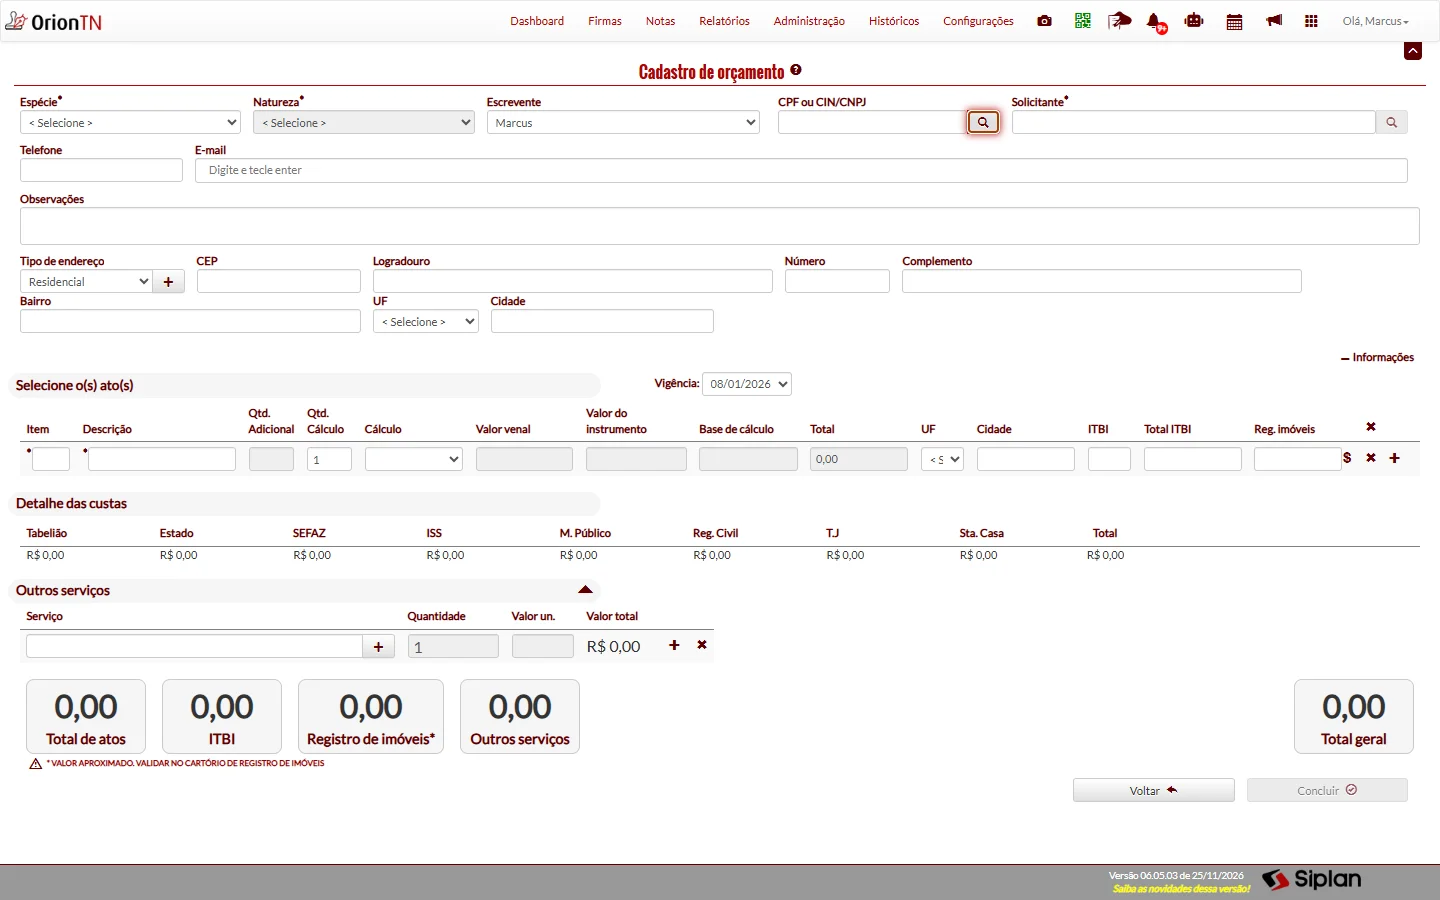 OrionTN
Dashboard Firmas Notas Relatórios Administração Históricos Configurações 9+ Olá, Marcus
Cadastro de orçamento ?
Espécie* Natureza* Escrevente CPF ou CIN/CNPJ Solicitante*
< Selecione > < Selecione > Marcus
Telefone E-mail
Digite e tecle enter
Observações
Tipo de endereço CEP Logradouro Número Complemento
Residencial +
Bairro UF Cidade
< Selecione >
– Informações
Selecione o(s) ato(s) Vigência: 08/01/2026
Item Descrição Qtd. Adicional Qtd. Cálculo Cálculo Valor venal Valor do instrumento Base de cálculo Total UF Cidade ITBI Total ITBI Reg. imóveis ✖
* * 1 0,00 < S $ ✖ +
Detalhe das custas
Tabelião Estado SEFAZ ISS M. Público Reg. Civil TJ Sta. Casa Total
R$ 0,00 R$ 0,00 R$ 0,00 R$ 0,00 R$ 0,00 R$ 0,00 R$ 0,00 R$ 0,00 R$ 0,00
Outros serviços
Serviço Quantidade Valor un. Valor total
+ 1 R$ 0,00 + ✖
0,00 0,00 0,00 0,00 0,00
Total de atos ITBI Registro de imóveis* Outros serviços Total geral
* VALOR APROXIMADO. VALIDAR NO CARTÓRIO DE REGISTRO DE IMÓVEIS
Voltar Concluir
Versão 06.05.03 de 25/11/2026
Saiba as novidades dessa versão!
Siplan